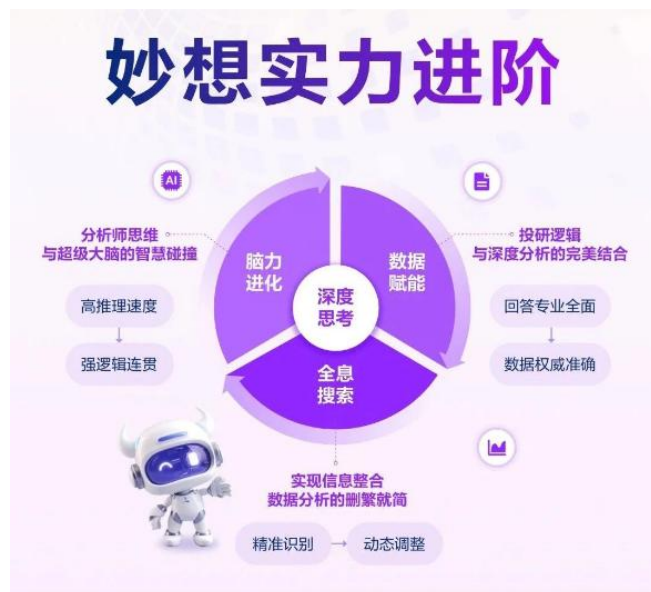 妙想实力进阶
AI
分析师思维
与超级大脑的智慧碰撞
高推理速度
强逻辑连贯
脑力
进化
数据
赋能
深度
思考
全息
搜索
投研逻辑
与深度分析的完美结合
回答专业全面
数据权威准确
实现信息整合
数据分析的删繁就简
精准识别
动态调整